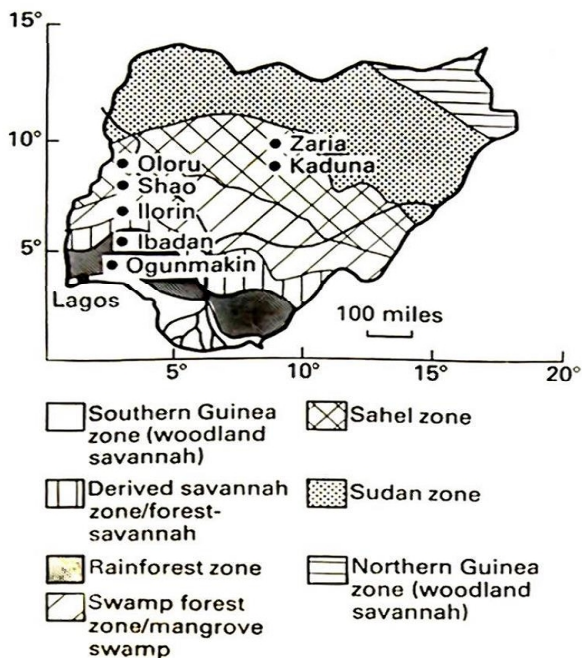 15°
10°
Zaria
Oloru
Kaduna
Shao
Ilorin
5°
Ibadan
Ogunmakin
Lagos
100 miles
5°
10°
15°
20°
Southern Guinea
zone (woodland
savannah)
Sahel zone
Derived savannah
zone/forest-
savannah
Sudan zone
Rainforest zone
Northern Guinea
zone (woodland
savannah)
Swamp forest
zone/mangrove
swamp